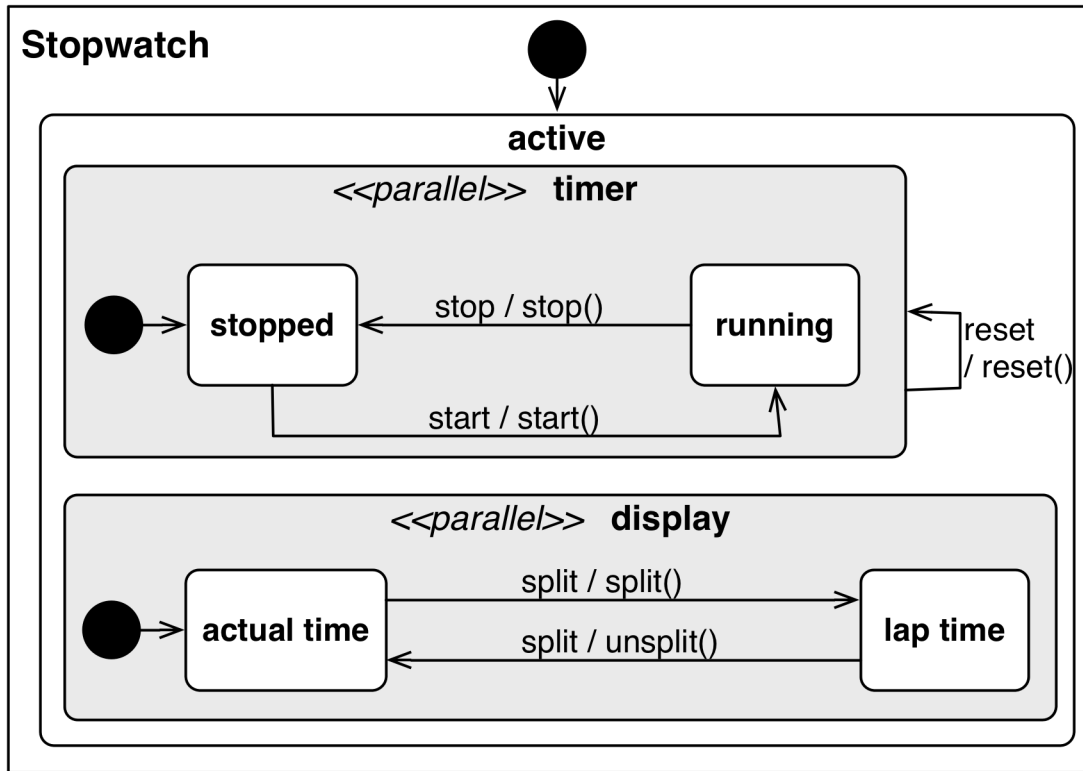 Stopwatch
active
<<parallel>> timer
stopped
stop / stop()
running
reset
/ reset()
start / start()
<<parallel>> display
actual time
split / split()
split / unsplit()
lap time